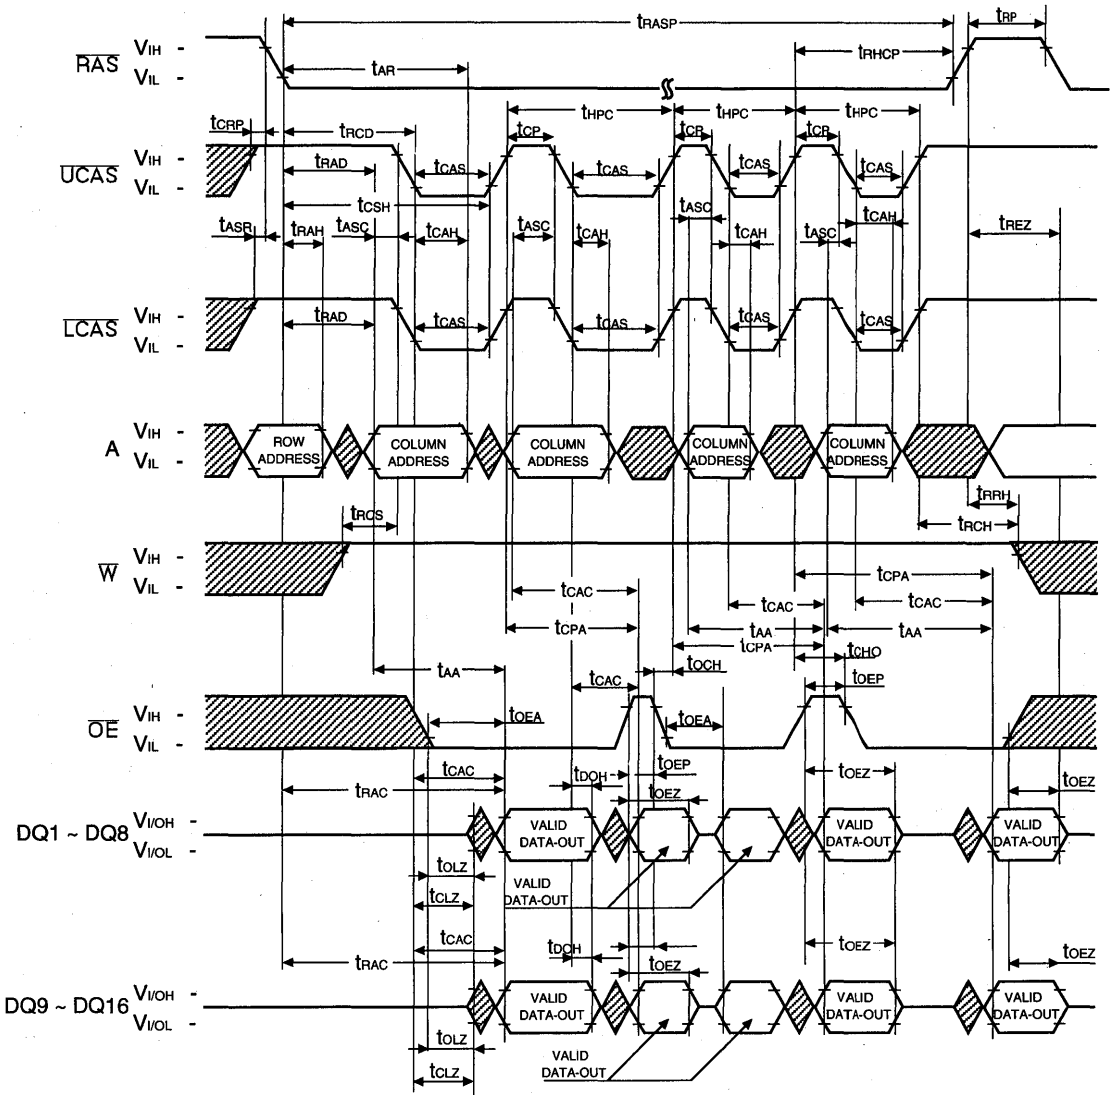 tRASP
tRP
RAS
VIH -
VIL -
tRHCP
tAR
tHPC
tHPC
tHPC
tCRP
tRCD
tCP
tCP
tCP
UCAS
VIH -
VIL -
tRAD
tCAS
tCAS
tCAS
tCAS
tCSH
tASC
tASR
tRAH
tASC
tCAH
tASC
tCAH
tCAH
tASC
tCAH
tREZ
LCAS
VIH -
VIL -
tRAD
tCAS
tCAS
tCAS
tCAS
A
VIH -
VIL -
ROW
ADDRESS
COLUMN
ADDRESS
COLUMN
ADDRESS
COLUMN
ADDRESS
COLUMN
ADDRESS
tRRH
tRCH
tRCS
W
VIH -
VIL -
tCPA
tCAC
tCAC
tCAC
tCPA
tAA
tAA
tCPA
tCHO
tAA
tOCH
tCAC
tOEP
OE
VIH -
VIL -
tOEA
tOEA
tCAC
tDOH
tOEP
tOEZ
tRAC
tOEZ
tOEZ
DQ1 ~ DQ8
VI/OH -
VI/OL -
VALID
DATA-OUT
VALID
DATA-OUT
VALID
DATA-OUT
tOLZ
VALID
DATA-OUT
tCLZ
tCAC
tDOH
tOEZ
tRAC
tOEZ
tOEZ
DQ9 ~ DQ16
VI/OH -
VI/OL -
VALID
DATA-OUT
VALID
DATA-OUT
VALID
DATA-OUT
tOLZ
VALID
DATA-OUT
tCLZ